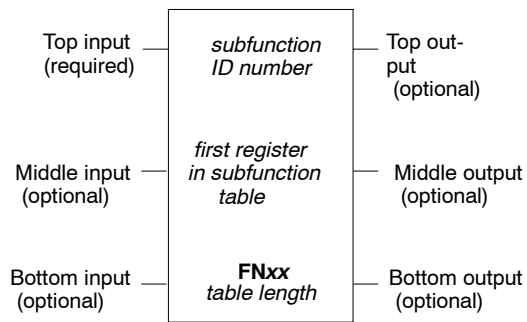 Top input
(required)
subfunction
ID number
Top out-
put
(optional)
Middle input
(optional)
first register
in subfunction
table
Middle output
(optional)
Bottom input
(optional)
FNxx
table length
Bottom output
(optional)